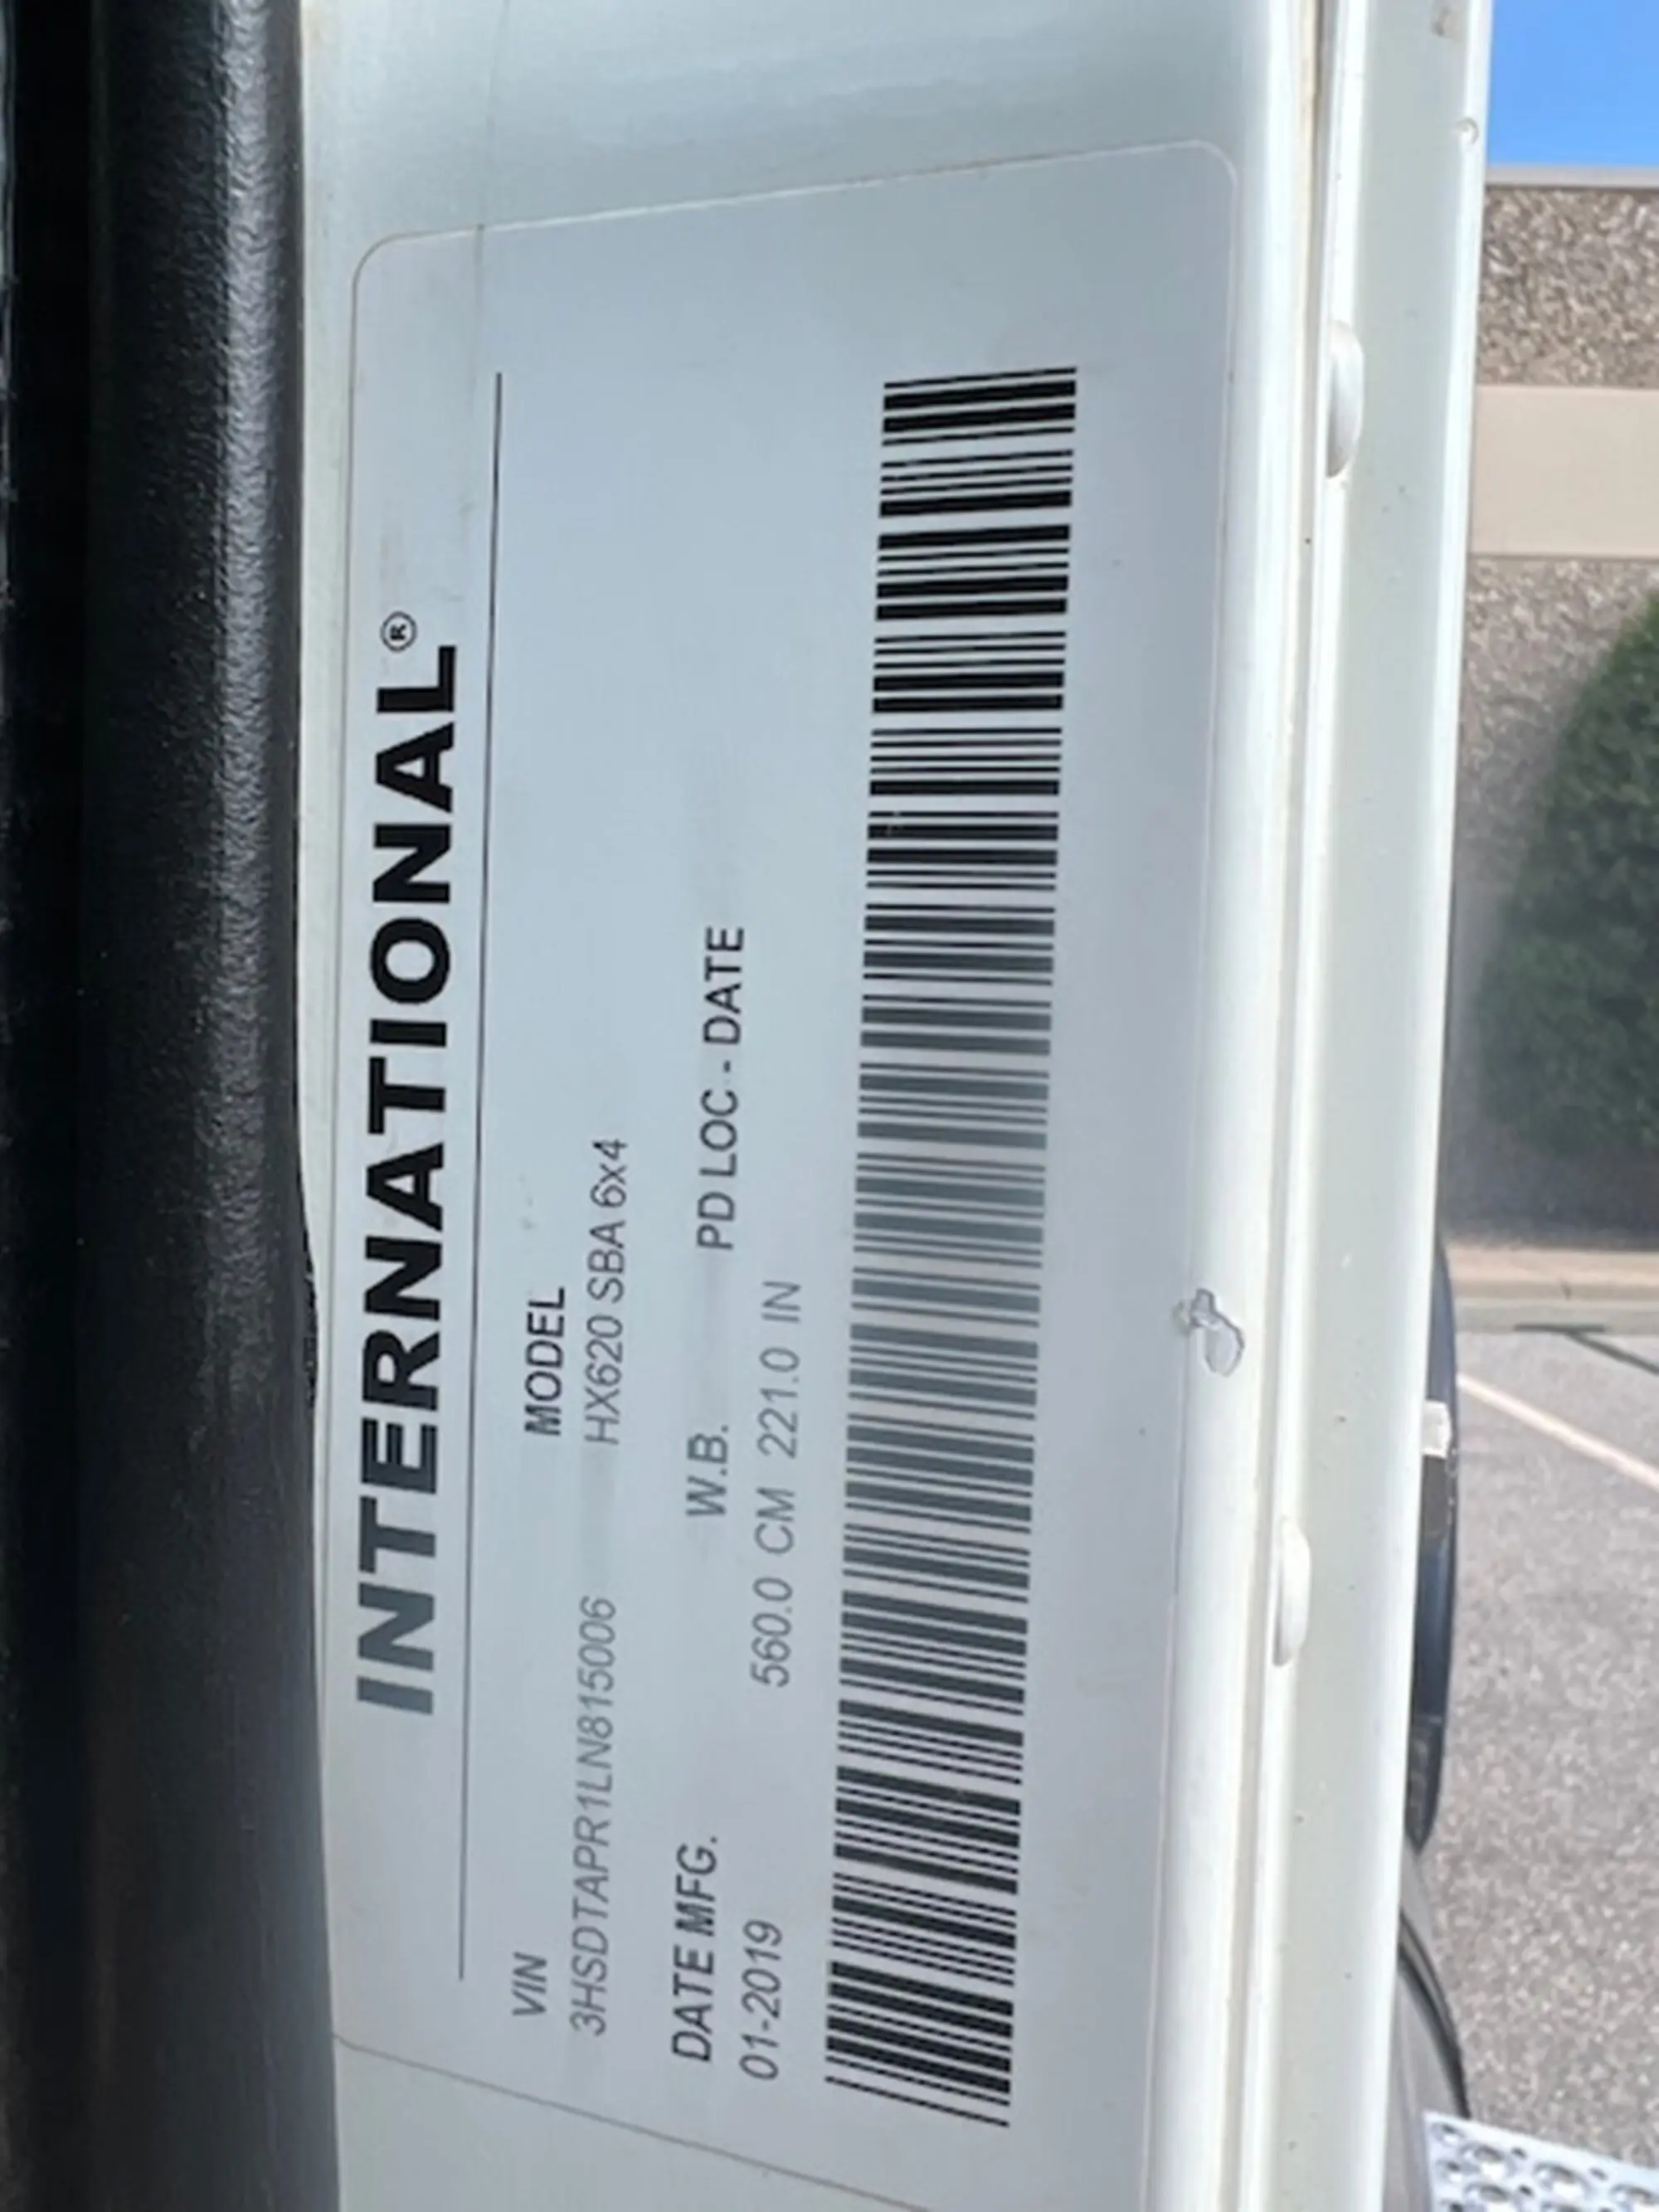 INTERNATIONAL®
VIN MODEL
3HSDTAPR1LN815006 HX620 SBA 6x4
DATE MFG. W.B. PD LOC - DATE
01-2019 560.0 CM 221.0 IN